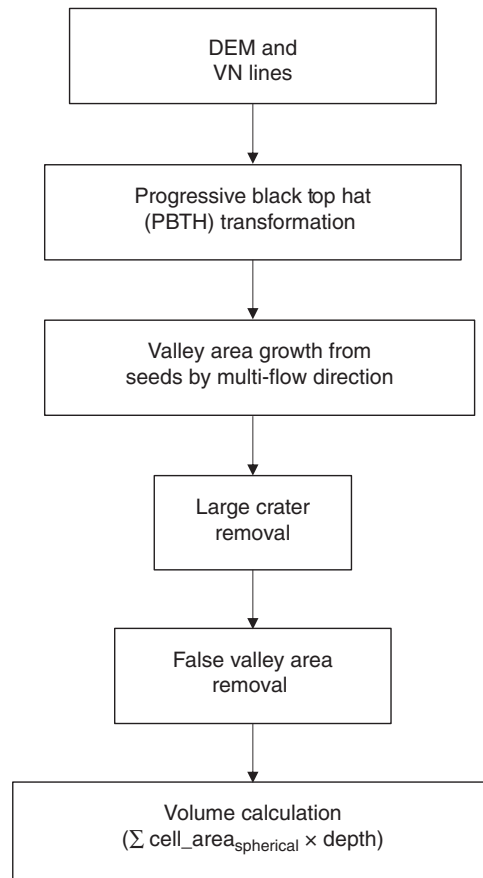 DEM and
VN lines
Progressive black top hat
(PBTH) transformation
Valley area growth from
seeds by multi-flow direction
Large crater
removal
False valley area
removal
Volume calculation
(∑ cell_area_spherical × depth)